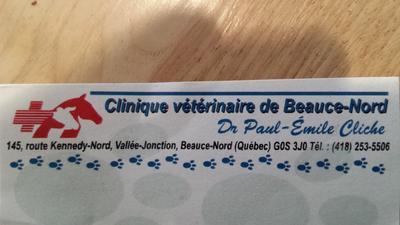 Clinique vétérinaire de Beauce-Nord
Dr Paul-Émile Cliche
145, route Kennedy-Nord, Vallée-Jonction, Beauce-Nord (Québec) G0S 3J0 Tél. : (418) 253-5506